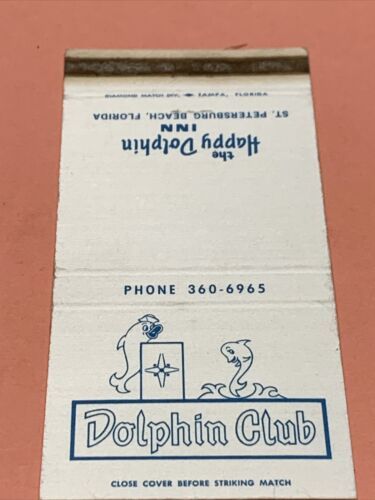 DIAMOND MATCH DIV. TAMPA, FLORIDA
the
Happy Dolphin
INN
ST. PETERSBURG BEACH, FLORIDA
PHONE 360-6965
Dolphin Club
CLOSE COVER BEFORE STRIKING MATCH